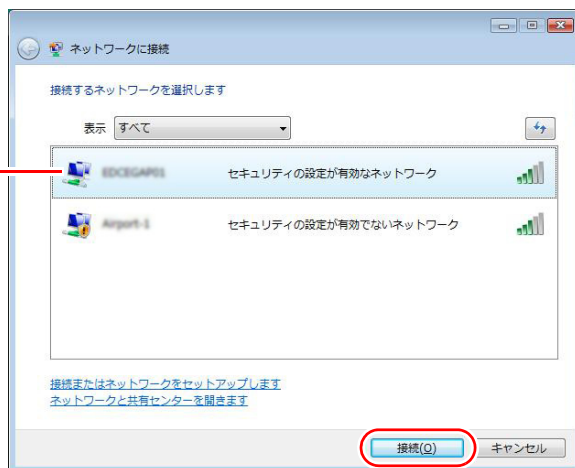 ネットワークに接続
接続するネットワークを選択します
表示 すべて
セキュリティの設定が有効なネットワーク
Airport-1 セキュリティの設定が有効でないネットワーク
接続またはネットワークをセットアップします
ネットワークと共有センターを開きます
接続(O) キャンセル